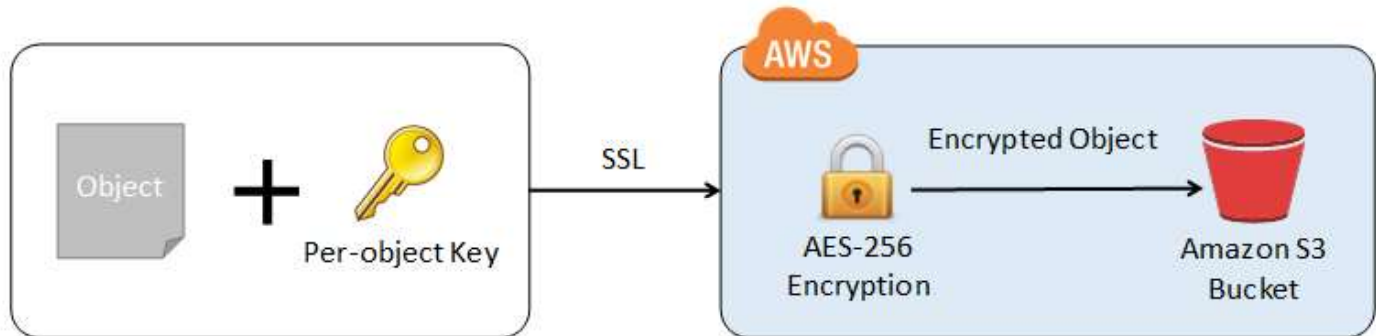 AWS
Object
Per-object Key
SSL
Encrypted Object
AES-256
Encryption
Amazon S3
Bucket